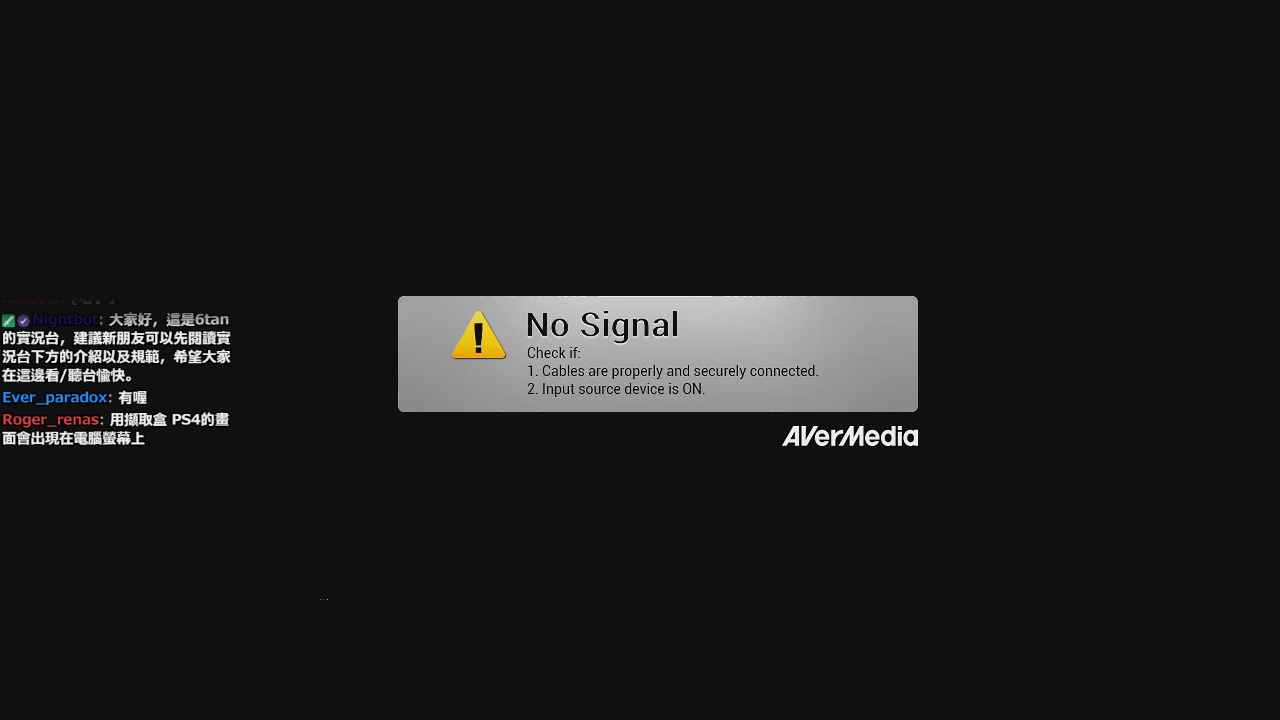 Nightbot: 大家好，這是6tan
的實況台，建議新朋友可以先閱讀實
況台下方的介紹以及規範，希望大家
在這邊看/聽台愉快。
Ever_paradox: 有喔
Roger_renas: 用擷取盒 PS4的畫
面會出現在電腦螢幕上
No Signal
Check if:
1. Cables are properly and securely connected.
2. Input source device is ON.
AVerMedia